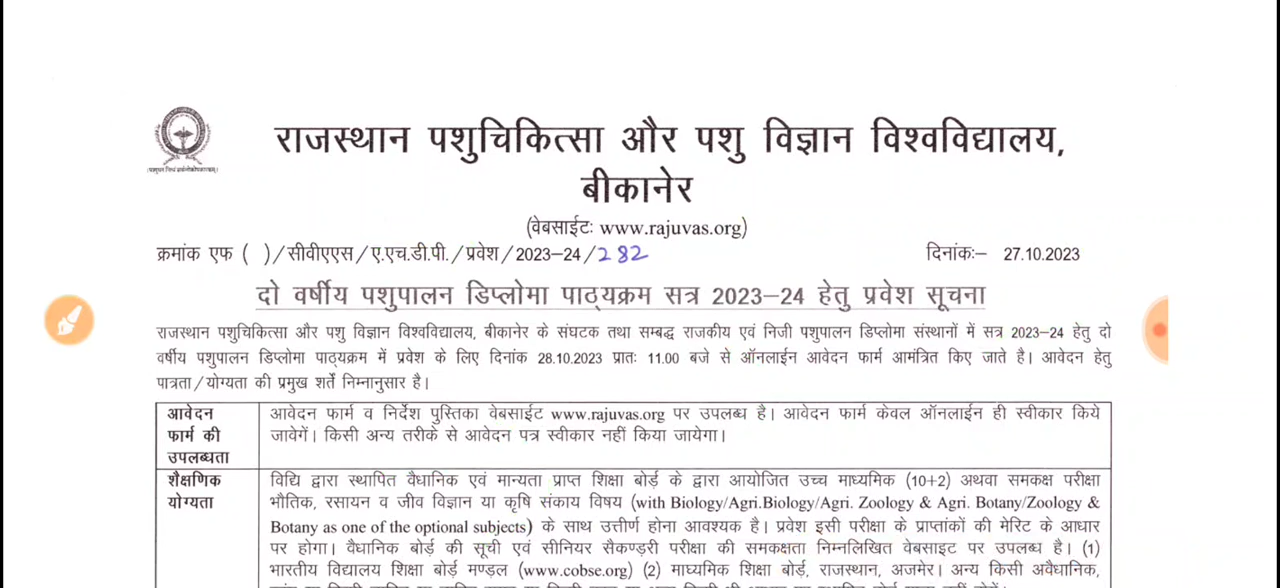 राजस्थान पशुचिकित्सा और पशु विज्ञान विश्वविद्यालय,
बीकानेर
(वेबसाईटः www.rajuvas.org)
क्रमांक एफ ( )/सीवीएएस/ए.एच.डी.पी./प्रवेश/2023-24/282 दिनांकः- 27.10.2023
दो वर्षीय पशुपालन डिप्लोमा पाठ्यक्रम सत्र 2023-24 हेतु प्रवेश सूचना
राजस्थान पशुचिकित्सा और पशु विज्ञान विश्वविद्यालय, बीकानेर के संघटक तथा सम्बद्ध राजकीय एवं निजी पशुपालन डिप्लोमा संस्थानों में सत्र 2023-24 हेतु दो
वर्षीय पशुपालन डिप्लोमा पाठ्यक्रम में प्रवेश के लिए दिनांक 28.10.2023 प्रातः 11.00 बजे से ऑनलाईन आवेदन फार्म आमंत्रित किए जाते है। आवेदन हेतु
पात्रता/योग्यता की प्रमुख शर्ते निम्नानुसार है।
आवेदन फार्म की उपलब्धता
आवेदन फार्म व निर्देश पुस्तिका वेबसाईट www.rajuvas.org पर उपलब्ध है। आवेदन फार्म केवल ऑनलाईन ही स्वीकार किये
जावेगें। किसी अन्य तरीके से आवेदन पत्र स्वीकार नहीं किया जायेगा।
शैक्षणिक योग्यता
विधि द्वारा स्थापित वैधानिक एवं मान्यता प्राप्त शिक्षा बोर्ड के द्वारा आयोजित उच्च माध्यमिक (10+2) अथवा समकक्ष परीक्षा
भौतिक, रसायन व जीव विज्ञान या कृषि संकाय विषय (with Biology/Agri.Biology/Agri. Zoology & Agri. Botany/Zoology &
Botany as one of the optional subjects) के साथ उत्तीर्ण होना आवश्यक है। प्रवेश इसी परीक्षा के प्राप्तांकों की मेरिट के आधार
पर होगा। वैधानिक बोर्ड की सूची एवं सीनियर सैकण्डरी परीक्षा की समकक्षता निम्नलिखित वेबसाइट पर उपलब्ध है। (1)
भारतीय विद्यालय शिक्षा बोर्ड मण्डल (www.cobse.org) (2) माध्यमिक शिक्षा बोर्ड, राजस्थान, अजमेर। अन्य किसी अवैधानिक,